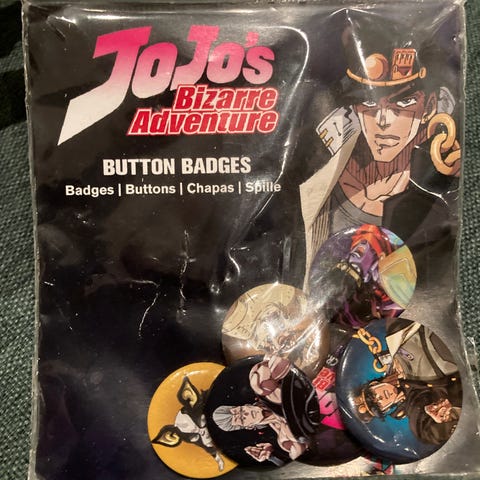 JoJo's
Bizarre
Adventure
BUTTON BADGES
Badges | Buttons | Chapas | Spille